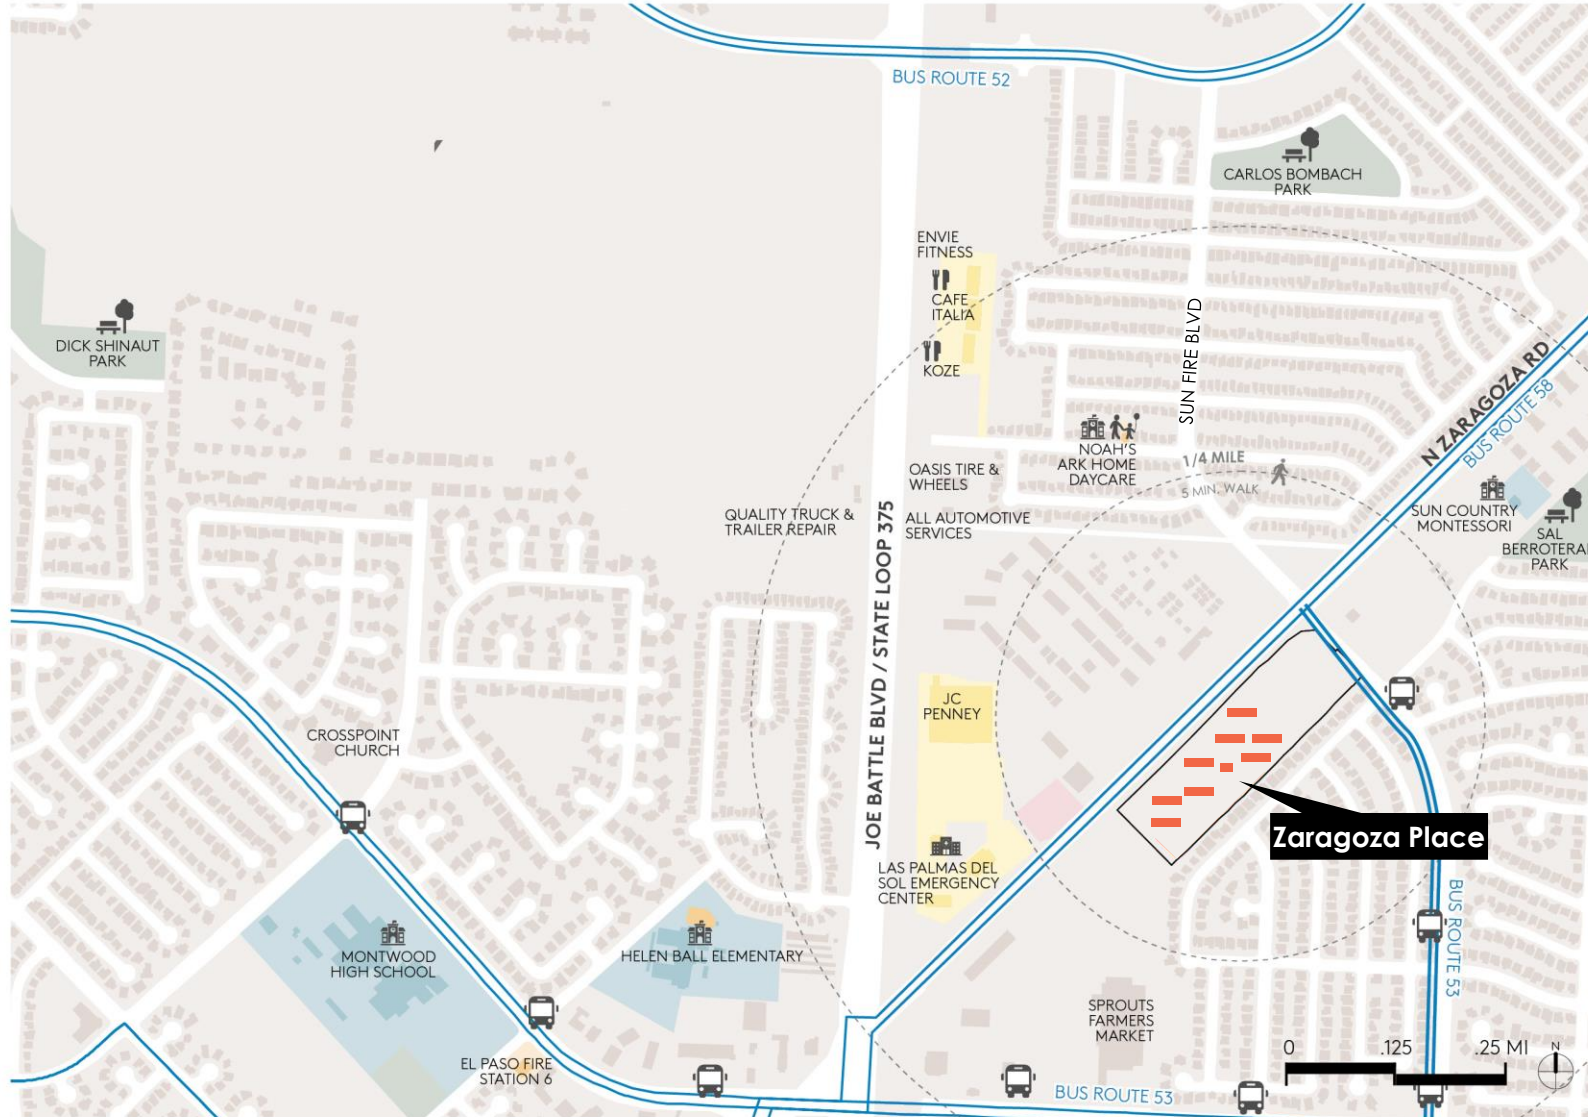 BUS ROUTE 52
CARLOS BOMBACH
PARK
ENVIE
FITNESS
CAFE
ITALIA
KOZE
DICK SHINAUT
PARK
SUN FIRE BLVD
N ZARAGOZA RD
BUS ROUTE 58
NOAH'S
ARK HOME
DAYCARE
1/4 MILE
5 MIN. WALK
OASIS TIRE &
WHEELS
QUALITY TRUCK &
TRAILER REPAIR
ALL AUTOMOTIVE
SERVICES
SUN COUNTRY
MONTESSORI
SAL
BERROTERAN
PARK
JOE BATTLE BLVD / STATE LOOP 375
JC
PENNEY
CROSSPOINT
CHURCH
Zaragoza Place
LAS PALMAS DEL
SOL EMERGENCY
CENTER
MONTWOOD
HIGH SCHOOL
HELEN BALL ELEMENTARY
BUS ROUTE 53
SPROUTS
FARMERS
MARKET
EL PASO FIRE
STATION 6
BUS ROUTE 53
0 .125 .25 MI
N